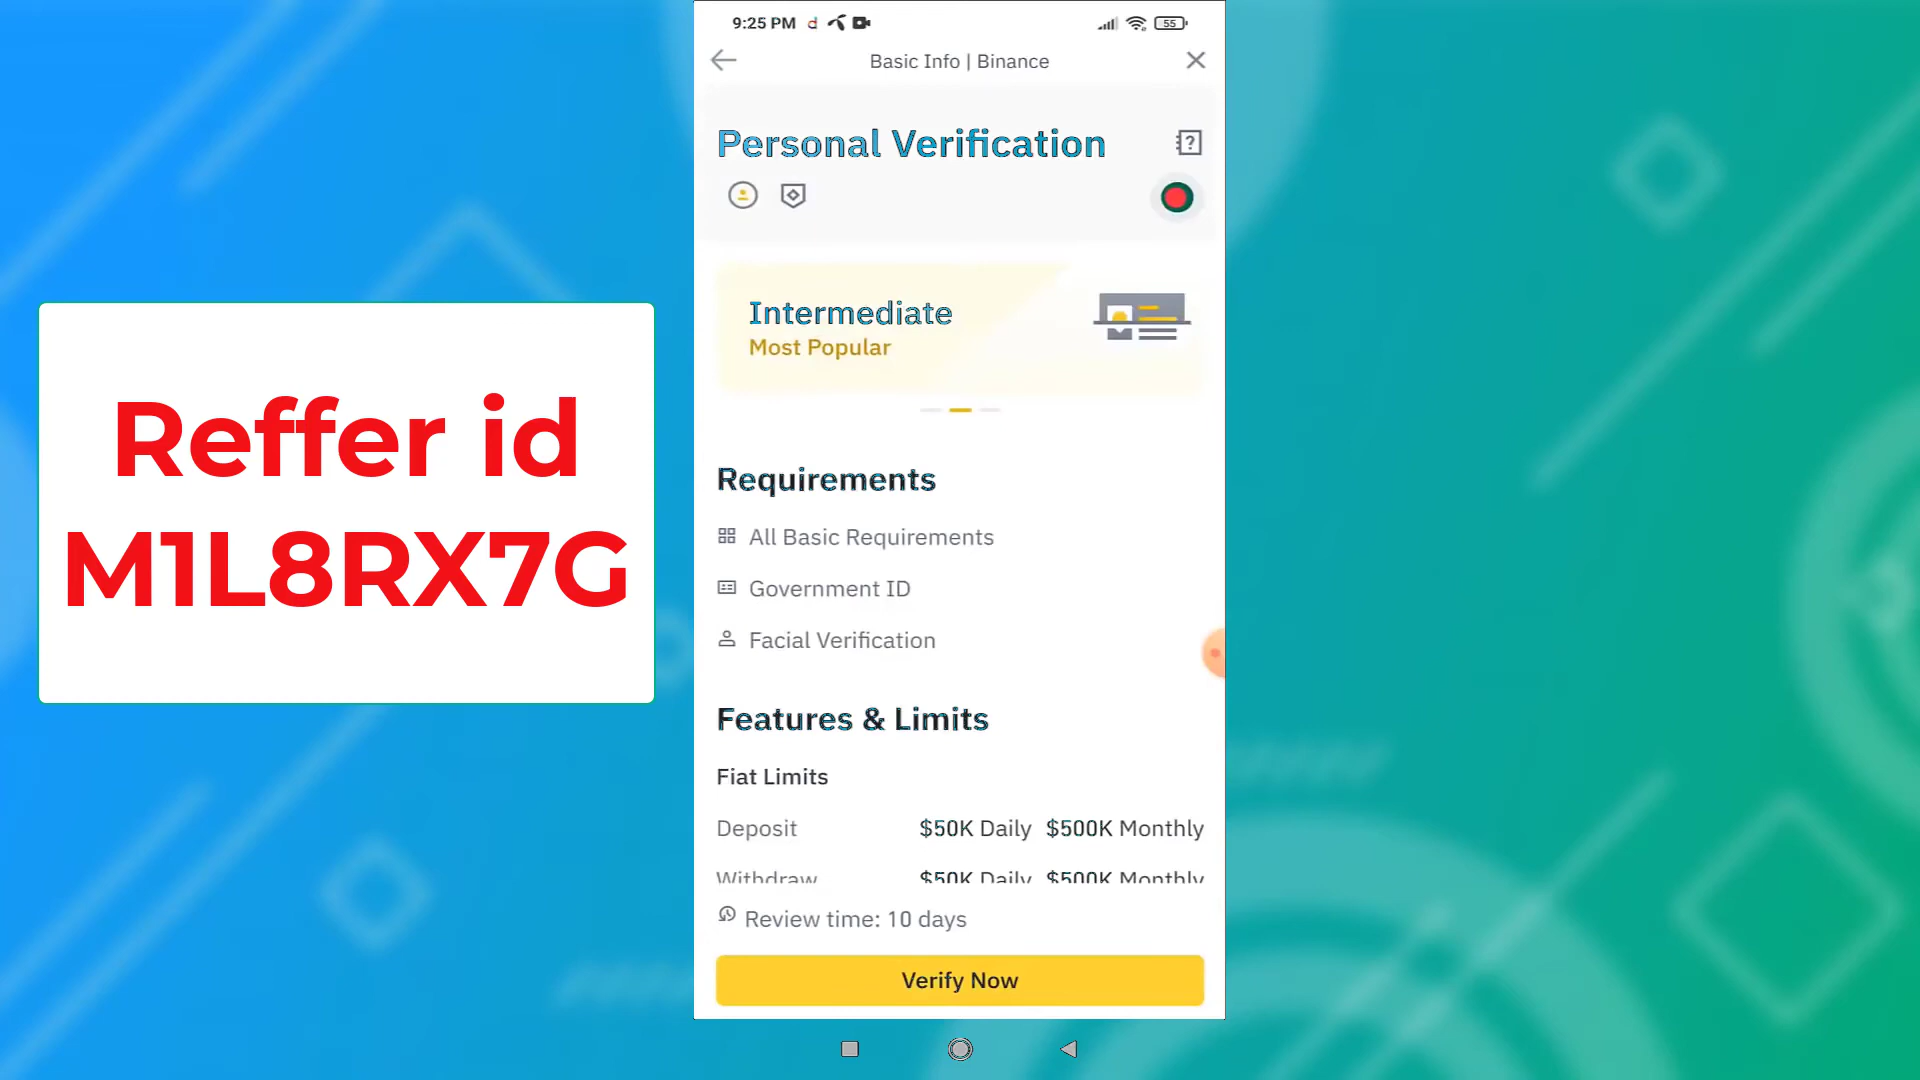 9:25 PM
55
Basic Info | Binance
Personal Verification
Intermediate
Most Popular
Reffer id
M1L8RX7G
Requirements
All Basic Requirements
Government ID
Facial Verification
Features & Limits
Fiat Limits
Deposit $50K Daily $500K Monthly
Withdraw $50K Daily $500K Monthly
Review time: 10 days
Verify Now